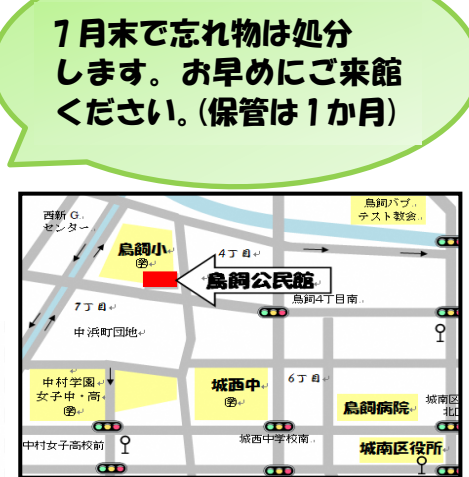 7月末で忘れ物は処分
します。お早めにご来館
ください。(保管は1か月)
鳥飼バプ
テスト教会
西新G.
センター
鳥飼小
4丁目
鳥飼公民館
鳥飼4丁目南
7丁目
中浜町団地
中村学園
女子中・高
城西中
6丁目
鳥飼病院
城南区
北口
中村女子高校前
城西中学校南
城南区役所